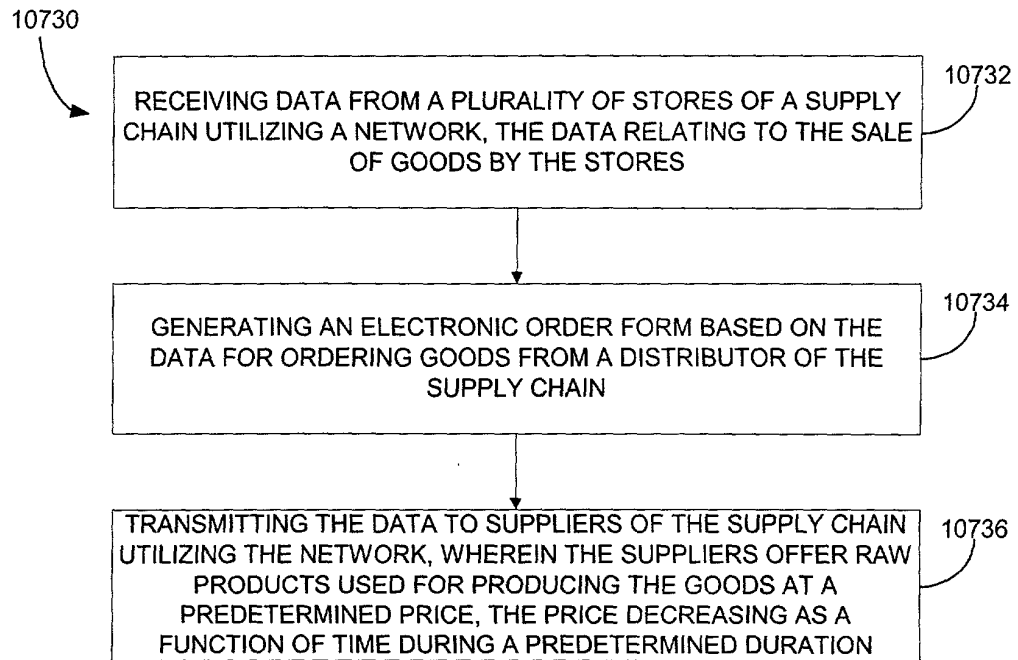 10730
10732
RECEIVING DATA FROM A PLURALITY OF STORES OF A SUPPLY
CHAIN UTILIZING A NETWORK, THE DATA RELATING TO THE SALE
OF GOODS BY THE STORES
10734
GENERATING AN ELECTRONIC ORDER FORM BASED ON THE
DATA FOR ORDERING GOODS FROM A DISTRIBUTOR OF THE
SUPPLY CHAIN
10736
TRANSMITTING THE DATA TO SUPPLIERS OF THE SUPPLY CHAIN
UTILIZING THE NETWORK, WHEREIN THE SUPPLIERS OFFER RAW
PRODUCTS USED FOR PRODUCING THE GOODS AT A
PREDETERMINED PRICE, THE PRICE DECREASING AS A
FUNCTION OF TIME DURING A PREDETERMINED DURATION